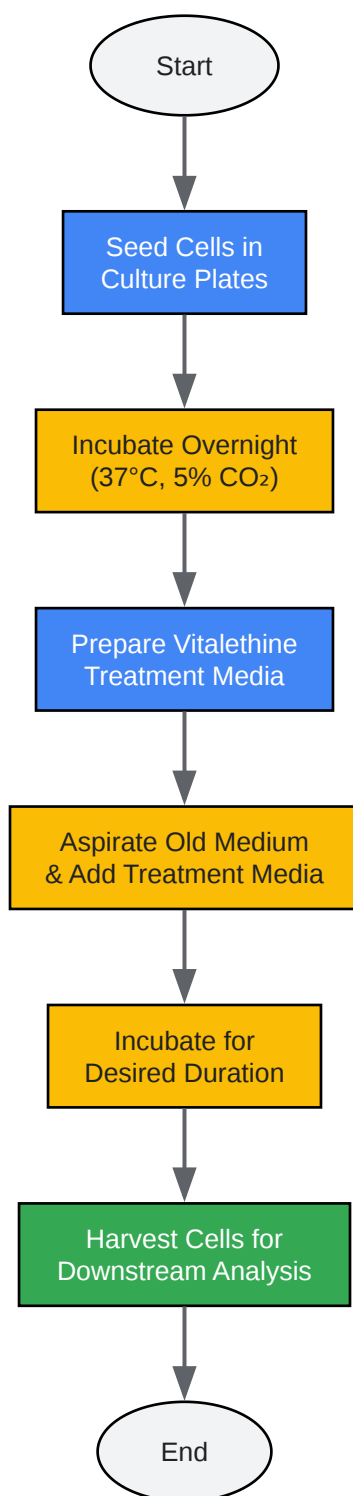 Start
Seed Cells in
Culture Plates
Incubate Overnight
(37°C, 5% CO₂)
Prepare Vitalethine
Treatment Media
Aspirate Old Medium
& Add Treatment Media
Incubate for
Desired Duration
Harvest Cells for
Downstream Analysis
End